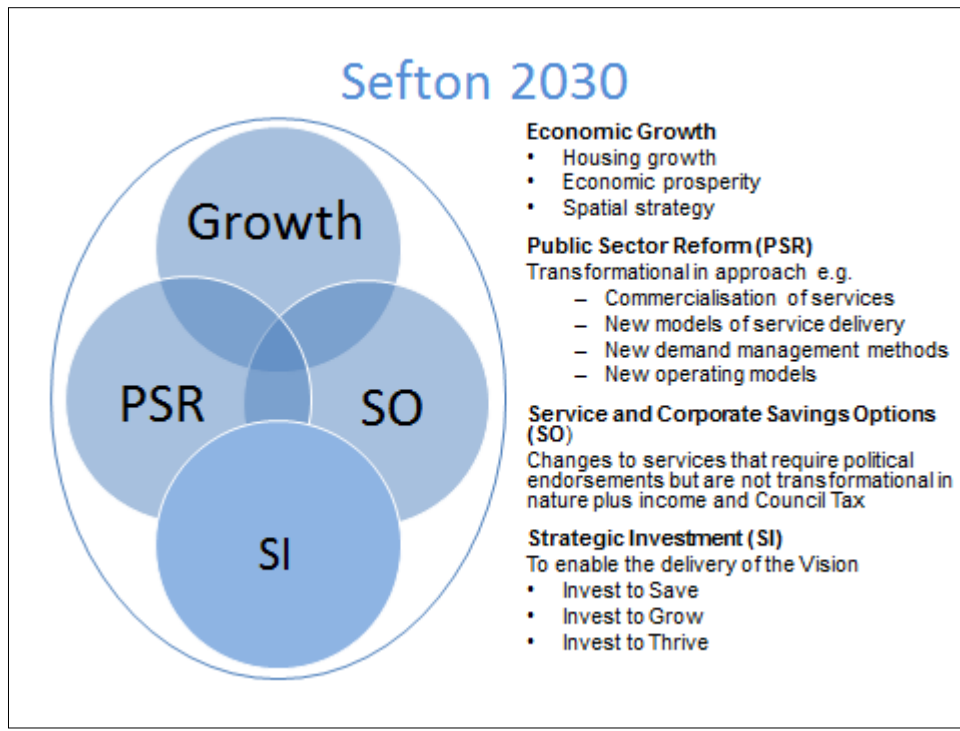 Sefton 2030
Growth
PSR
SO
SI
Economic Growth
• Housing growth
• Economic prosperity
• Spatial strategy
Public Sector Reform (PSR)
Transformational in approach e.g.
– Commercialisation of services
– New models of service delivery
– New demand management methods
– New operating models
Service and Corporate Savings Options
(SO)
Changes to services that require political
endorsements but are not transformational in
nature plus income and Council Tax
Strategic Investment (SI)
To enable the delivery of the Vision
• Invest to Save
• Invest to Grow
• Invest to Thrive